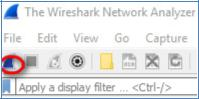 The Wireshark Network Analyzer
File Edit View Go Capture
Apply a display filter ... <Ctrl-/>